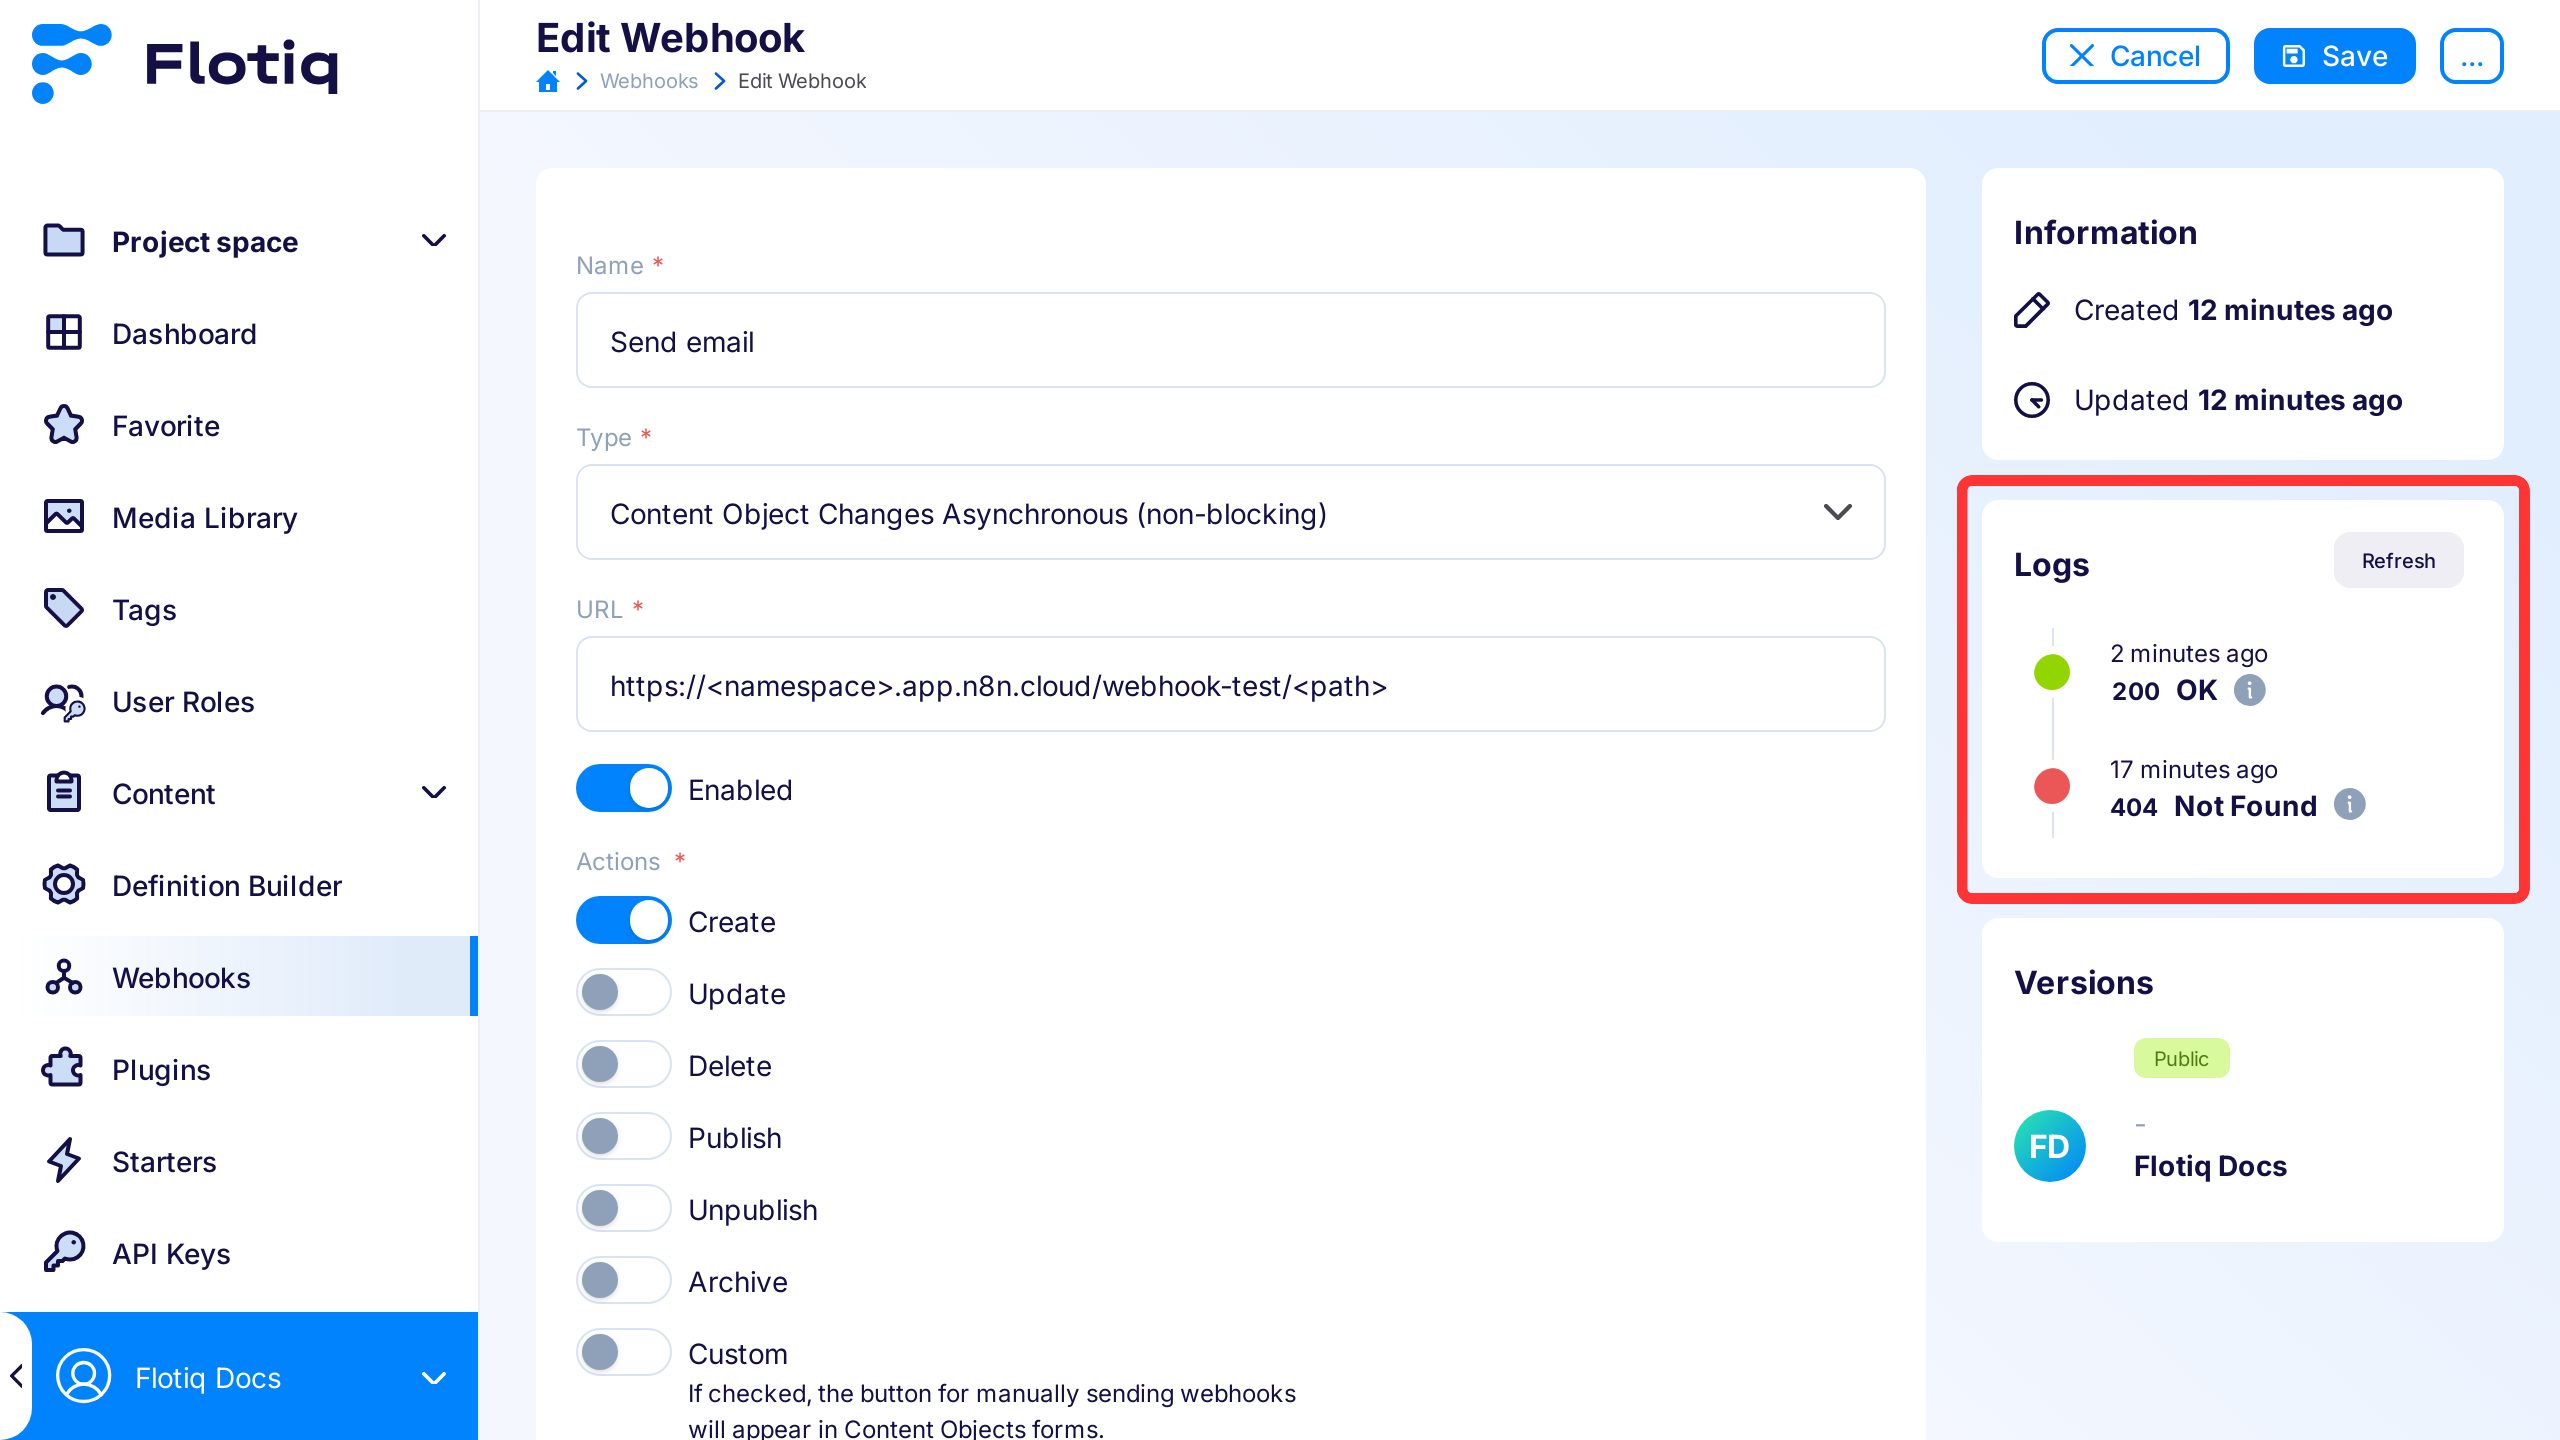 Flotiq
Project space
Dashboard
Favorite
Media Library
Tags
User Roles
Content
Definition Builder
Webhooks
Plugins
Starters
API Keys
Flotiq Docs
Edit Webhook
Webhooks
Edit Webhook
Cancel
Save
...
Name *
Send email
Type *
Content Object Changes Asynchronous (non-blocking)
URL *
https://<namespace>.app.n8n.cloud/webhook-test/<path>
Enabled
Actions *
Create
Update
Delete
Publish
Unpublish
Archive
Custom
If checked, the button for manually sending webhooks
will appear in Content Objects forms.
Information
Created 12 minutes ago
Updated 12 minutes ago
Logs
Refresh
2 minutes ago
200 OK
17 minutes ago
404 Not Found
Versions
Public
FD
-
Flotiq Docs